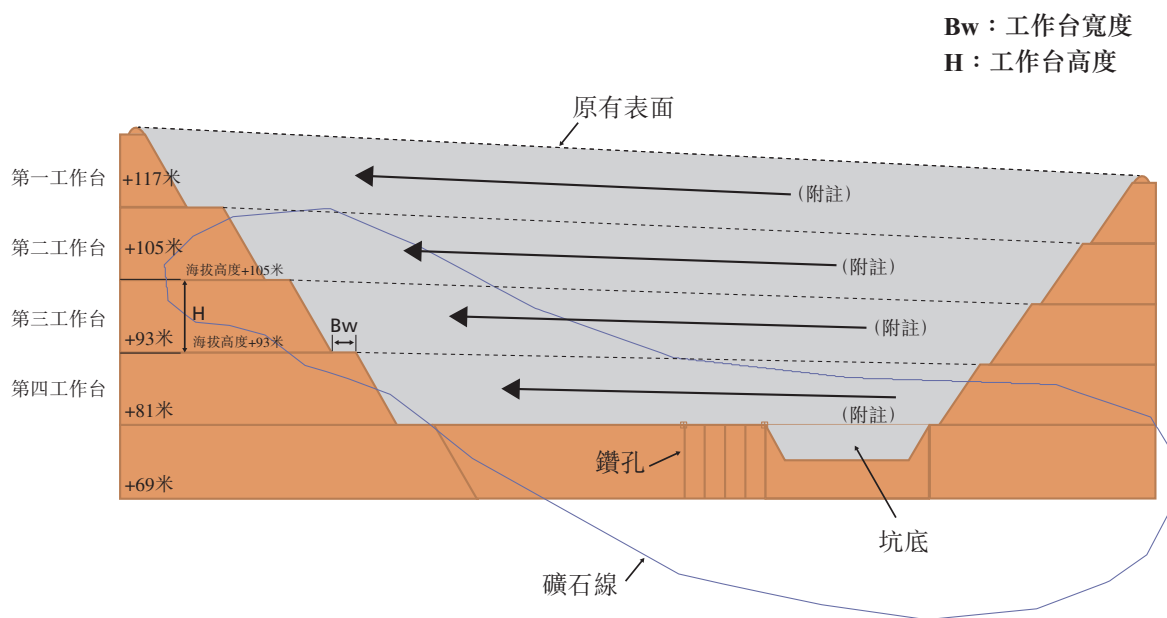 Bw：工作台寬度
H：工作台高度
原有表面
第一工作台
+117米
(附註)
第二工作台
+105米
(附註)
海拔高度+105米
第三工作台
H
Bw
(附註)
+93米
海拔高度+93米
第四工作台
+81米
(附註)
鑽孔
+69米
坑底
礦石線